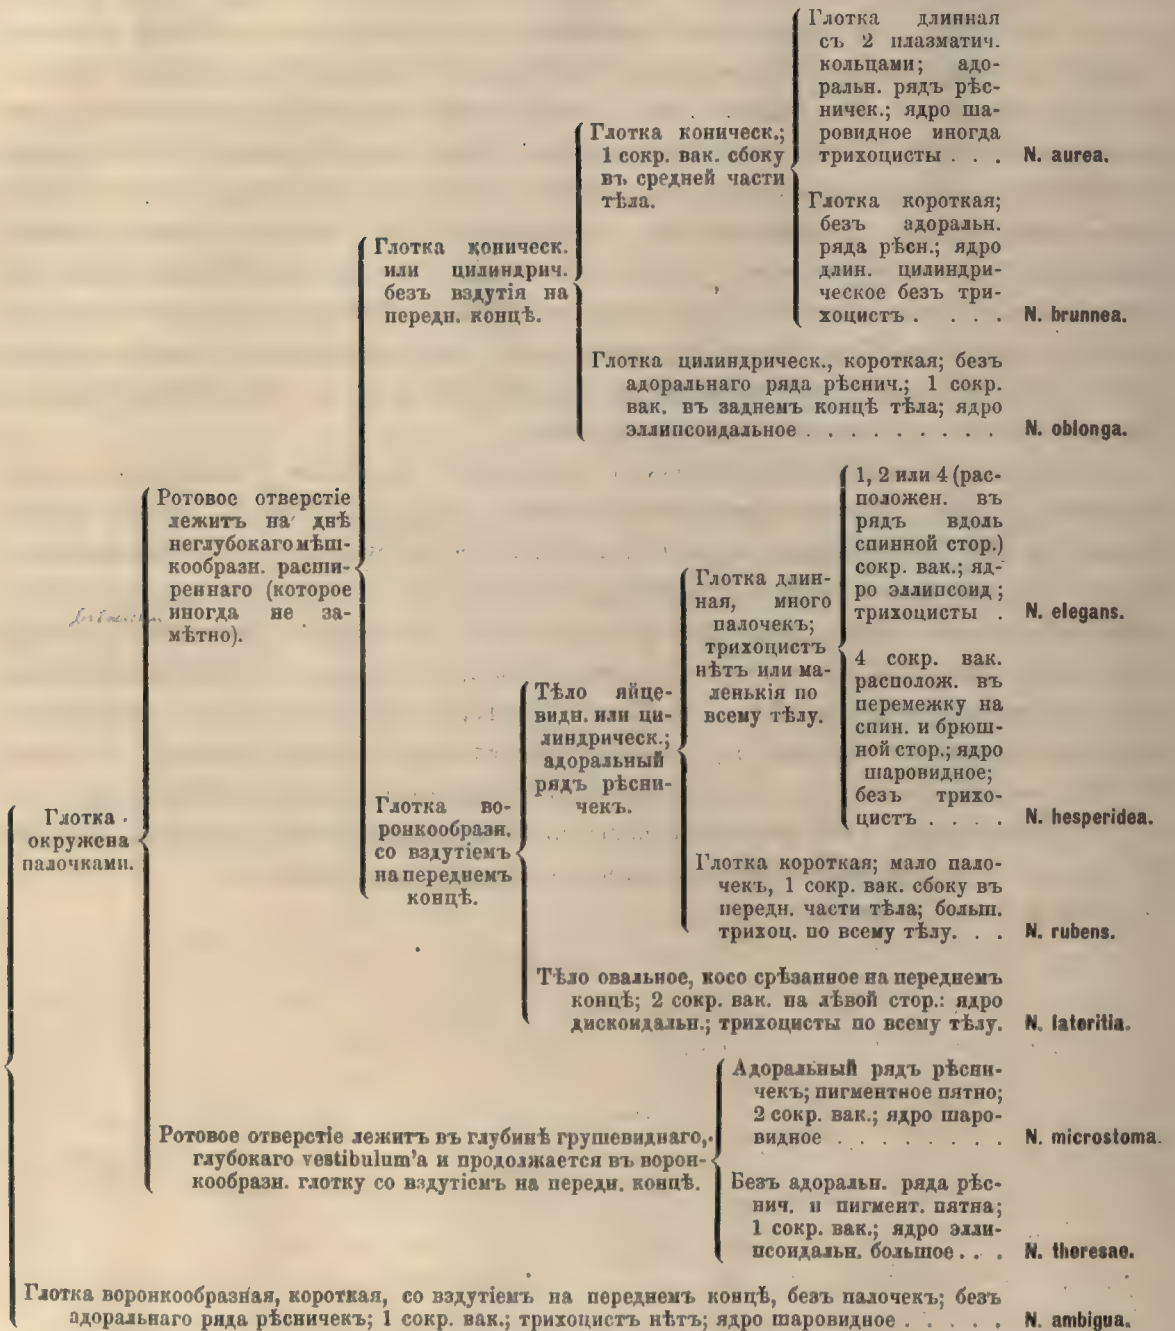 Глотка длинная
съ 2 плазматич.
кольцами; адо-
ральн. рядъ рѣс-
ничек.; ядро ша-
ровидное иногда
трихоцисты . . . N. aurea.
Глотка коническ.;
1 сокр. вак. сбоку
въ средней части
тѣла.
Глотка короткая;
безъ адоральн.
ряда рѣсн.; ядро
длин. цилиндри-
ческое безъ три-
хоцистъ . . . . N. brunnea.
Глотка коническ.
или цилиндрич.
безъ вздутія на
передн. концѣ.
Глотка цилиндрическ., короткая; безъ
адоральнаго ряда рѣснич.; 1 сокр.
вак. въ заднемъ концѣ тѣла; ядро
эллипсоидальное . . . . . . . . . N. oblonga.
Ротовое отверстіе
лежитъ на днѣ
неглубокаго мѣш-
кообразн. расши-
реннаго (которое
иногда не за-
мѣтно).
1, 2 или 4 (рас-
положен. въ
рядъ вдоль
спинной стор.)
сокр. вак.; яд-
ро эллипсоид;
трихоцисты . N. elegans.
Глотка длин-
ная, много
палочекъ;
трихоцистъ
нѣтъ или ма-
ленькія по
всему тѣлу.
4 сокр. вак.
располож. въ
перемежку на
спин. и брюш-
ной стор.; ядро
шаровидное;
безъ трихо-
цистъ . . . . N. hesperidea.
Тѣло яйце-
видн. или ци-
линдрическ.;
адоральный
рядъ рѣсни-
чекъ.
Глотка во-
ронкообразн.
со вздутіемъ
на переднемъ
концѣ.
Глотка
окружена
палочками.
Глотка короткая; мало пало-
чекъ, 1 сокр. вак. сбоку въ
передн. части тѣла; больш.
трихоц. по всему тѣлу. . . N. rubens.
Тѣло овальное, косо срѣзанное на переднемъ
концѣ; 2 сокр. вак. на лѣвой стор.: ядро
дискоидальн.; трихоцисты по всему тѣлу. N. lateritia.
Адоральный рядъ рѣсни-
чекъ; пигментное пятно;
2 сокр. вак.; ядро шаро-
видное . . . . . . . . N. microstoma.
Ротовое отверстіе лежитъ въ глубинѣ грушевиднаго,
глубокаго vestibulum’а и продолжается въ ворон-
кообразн. глотку со вздутіемъ на передн. концѣ.
Безъ адоральн. ряда рѣс-
нич. и пигмент. пятна;
1 сокр. вак.; ядро элли-
псоидальн. большое . . . N. theresae.
Глотка воронкообразная, короткая, со вздутіемъ на переднемъ концѣ, безъ палочекъ; безъ
адоральнаго ряда рѣсничекъ; 1 сокр. вак.; трихоцистъ нѣтъ; ядро шаровидное . . . . . N. ambigua.